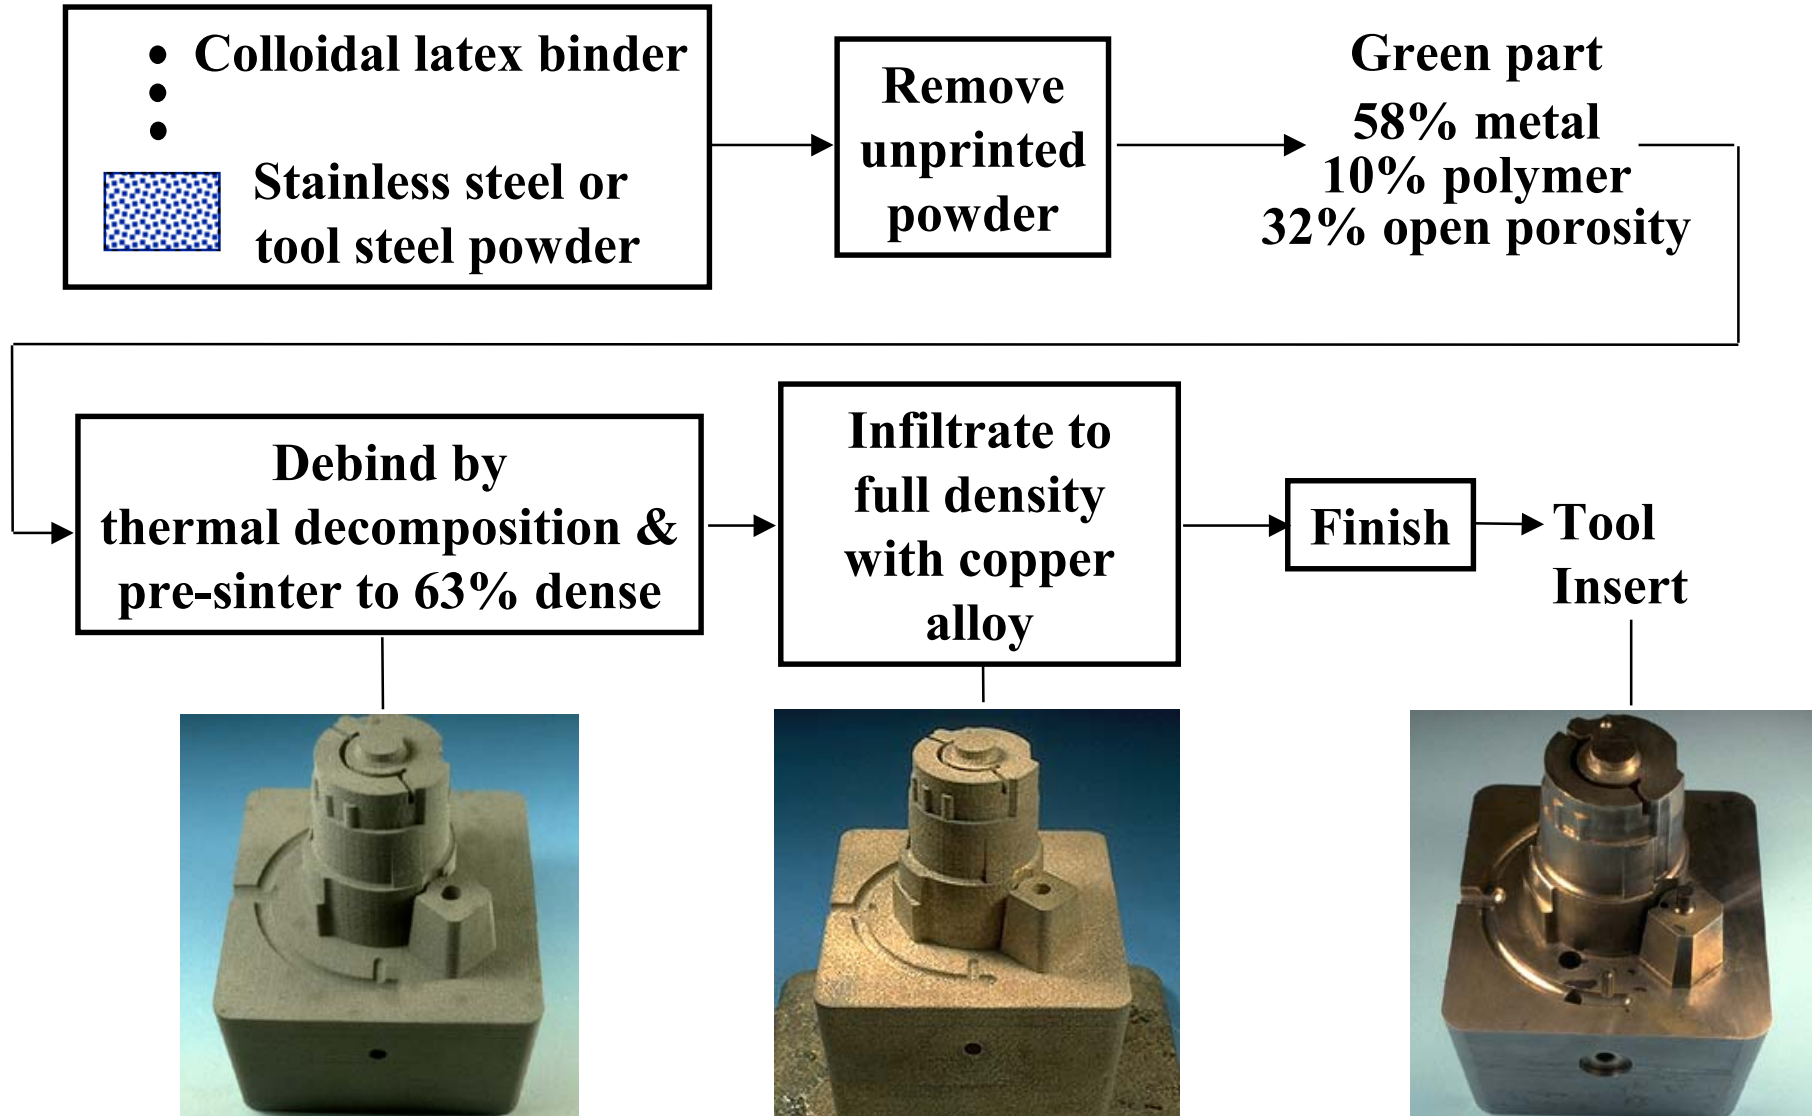 Colloidal latex binder
Stainless steel or
tool steel powder
Remove
unprinted
powder
Green part
58% metal
10% polymer
32% open porosity
Debind by
thermal decomposition &
pre-sinter to 63% dense
Infiltrate to
full density
with copper
alloy
Finish
Tool
Insert